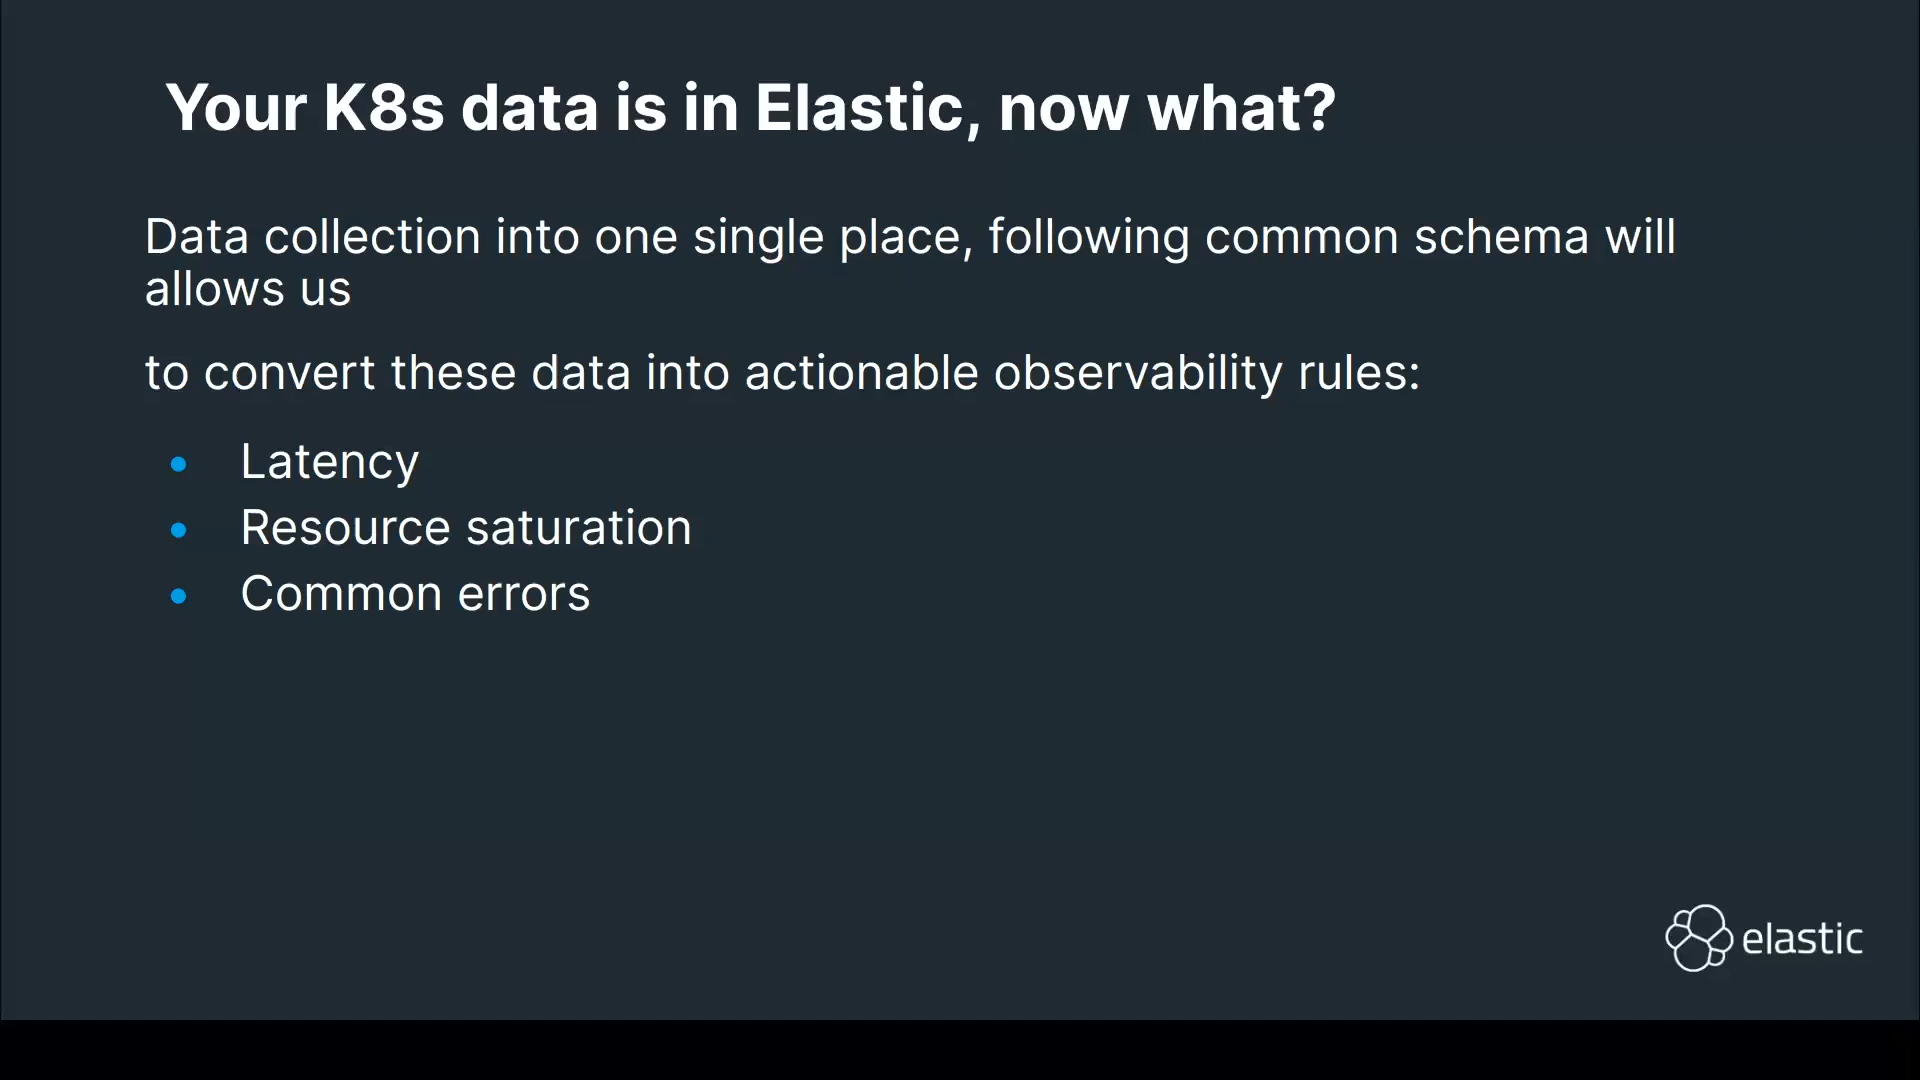 Your K8s data is in Elastic, now what?
Data collection into one single place, following common schema will
allows us
to convert these data into actionable observability rules:
• Latency
• Resource saturation
• Common errors
elastic